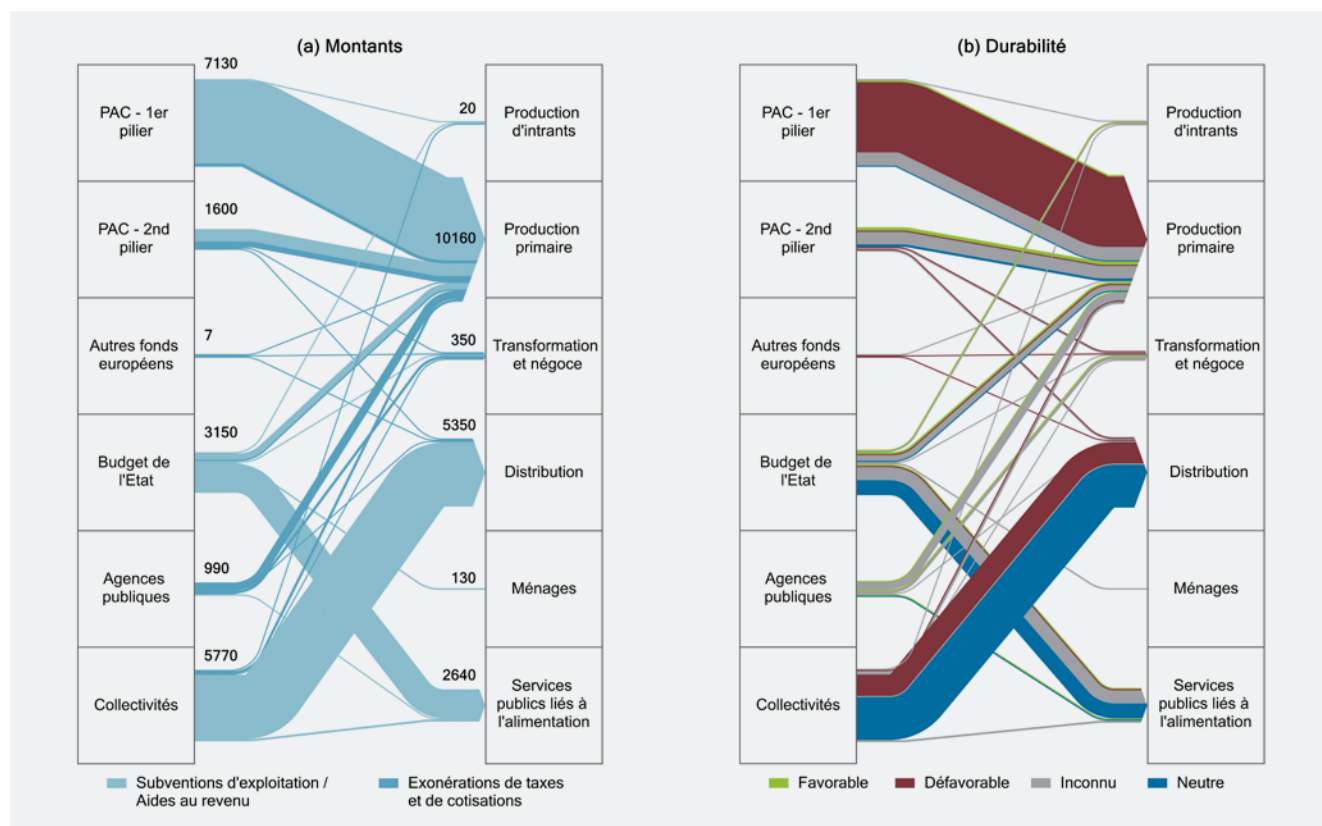 (a) Montants
PAC - 1er
pilier
PAC - 2nd
pilier
Autres fonds
européens
Budget de
l'Etat
Agences
publiques
Collectivités
7130
1600
7
3150
990
5770
20
10160
350
5350
130
2640
Production
d'intrants
Production
primaire
Transformation
et négoce
Distribution
Ménages
Services
publics liés à
l'alimentation
Subventions d'exploitation /
Aides au revenu
Exonérations de taxes
et de cotisations
(b) Durabilité
PAC - 1er
pilier
PAC - 2nd
pilier
Autres fonds
européens
Budget de
l'Etat
Agences
publiques
Collectivités
Production
d'intrants
Production
primaire
Transformation
et négoce
Distribution
Ménages
Services
publics liés à
l'alimentation
Favorable
Défavorable
Inconnu
Neutre